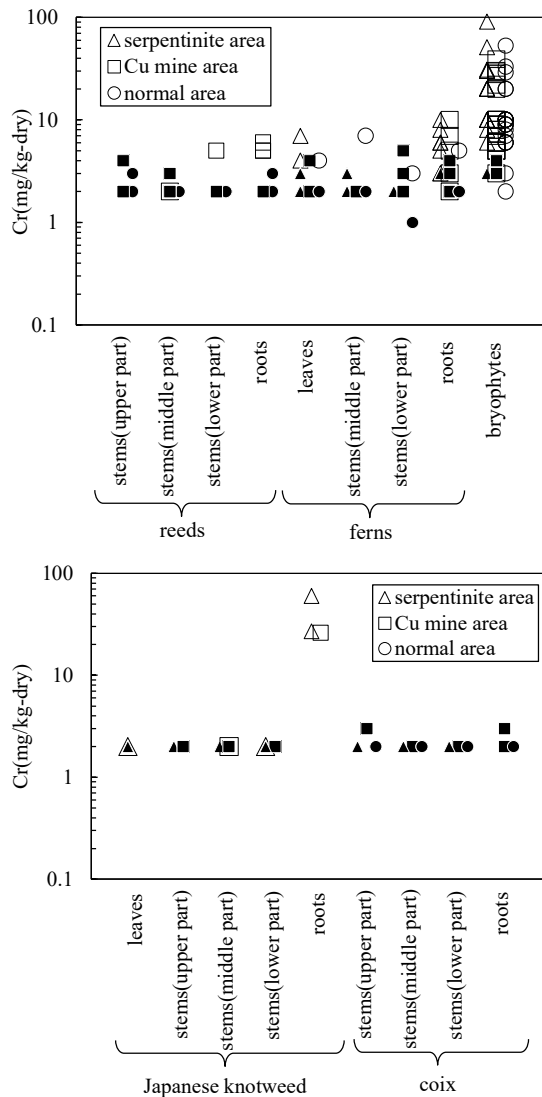 100
10
1
0.1
Cr(mg/kg-dry)
serpentinite area
Cu mine area
normal area
stems(upper part)
stems(middle part)
stems(lower part)
roots
leaves
stems(middle part)
stems(lower part)
roots
bryophytes
reeds
ferns
100
10
1
0.1
Cr(mg/kg-dry)
serpentinite area
Cu mine area
normal area
leaves
stems(upper part)
stems(middle part)
stems(lower part)
roots
stems(upper part)
stems(middle part)
stems(lower part)
roots
Japanese knotweed
coix